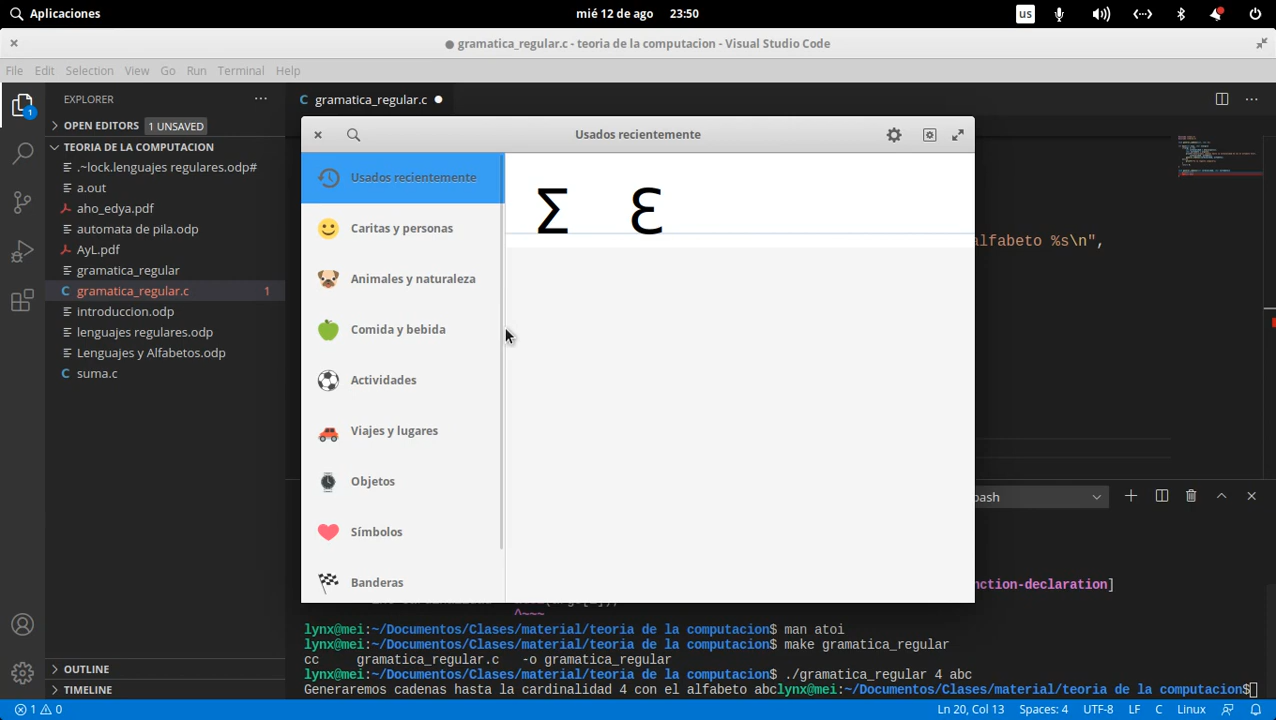 Aplicaciones mié 12 de ago 23:50 us
gramatica_regular.c - teoria de la computacion - Visual Studio Code
File Edit Selection View Go Run Terminal Help
EXPLORER
gramatica_regular.c
OPEN EDITORS 1 UNSAVED
TEORIA DE LA COMPUTACION
.~lock.lenguajes regulares.odp#
a.out
aho_edya.pdf
automata de pila.odp
AyL.pdf
gramatica_regular
gramatica_regular.c 1
introduccion.odp
lenguajes regulares.odp
Lenguajes y Alfabetos.odp
suma.c
OUTLINE
TIMELINE
Usados recientemente
Usados recientemente
Caritas y personas
Animales y naturaleza
Comida y bebida
Actividades
Viajes y lugares
Objetos
Símbolos
Banderas
Σ Ɛ
alfabeto %s\n",
bash
nction-declaration]
^~~~
lynx@mei:~/Documentos/Clases/material/teoria de la computacion$ man atoi
lynx@mei:~/Documentos/Clases/material/teoria de la computacion$ make gramatica_regular
cc gramatica_regular.c -o gramatica_regular
lynx@mei:~/Documentos/Clases/material/teoria de la computacion$ ./gramatica_regular 4 abc
Generaremos cadenas hasta la cardinalidad 4 con el alfabeto abclynx@mei:~/Documentos/Clases/material/teoria de la computacion$
1 0 Ln 20, Col 13 Spaces: 4 UTF-8 LF C Linux